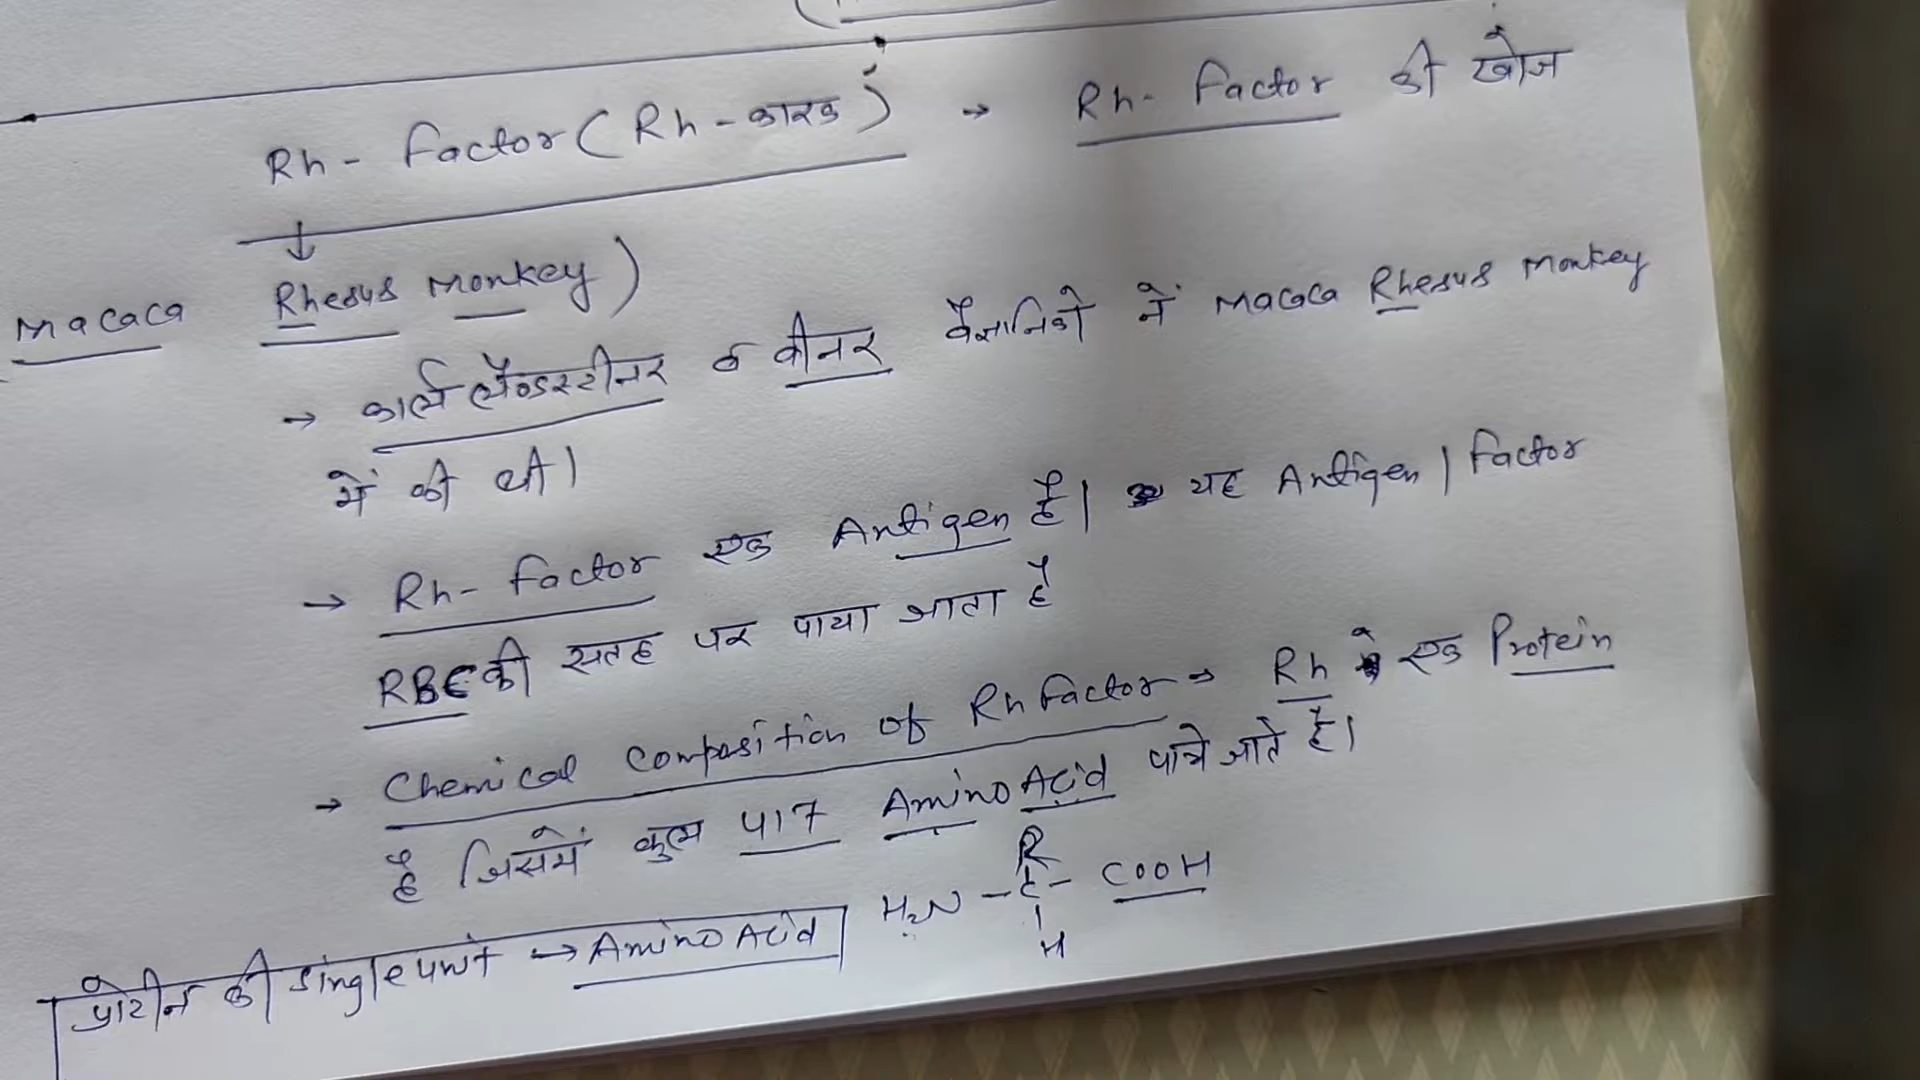 Rh- factor (Rh-कारक) → Rh- factor की खोज
↓
Macaca Rhesus Monkey)
→ कार्ल लैण्डस्टीनर व वीनर वैज्ञानिको ने Macaca Rhesus Monkey
में की थी।
→ Rh- factor एक Antigen है। यह Antigen | factor
RBC की सतह पर पाया जाता है
→ Chemical Composition of Rh factor → Rh एक Protein
है जिसमें कुल 417 Amino Acid पाये जाते है।
R
H₂N - C - COOH
H
प्रोटीन की single unit → Amino Acid